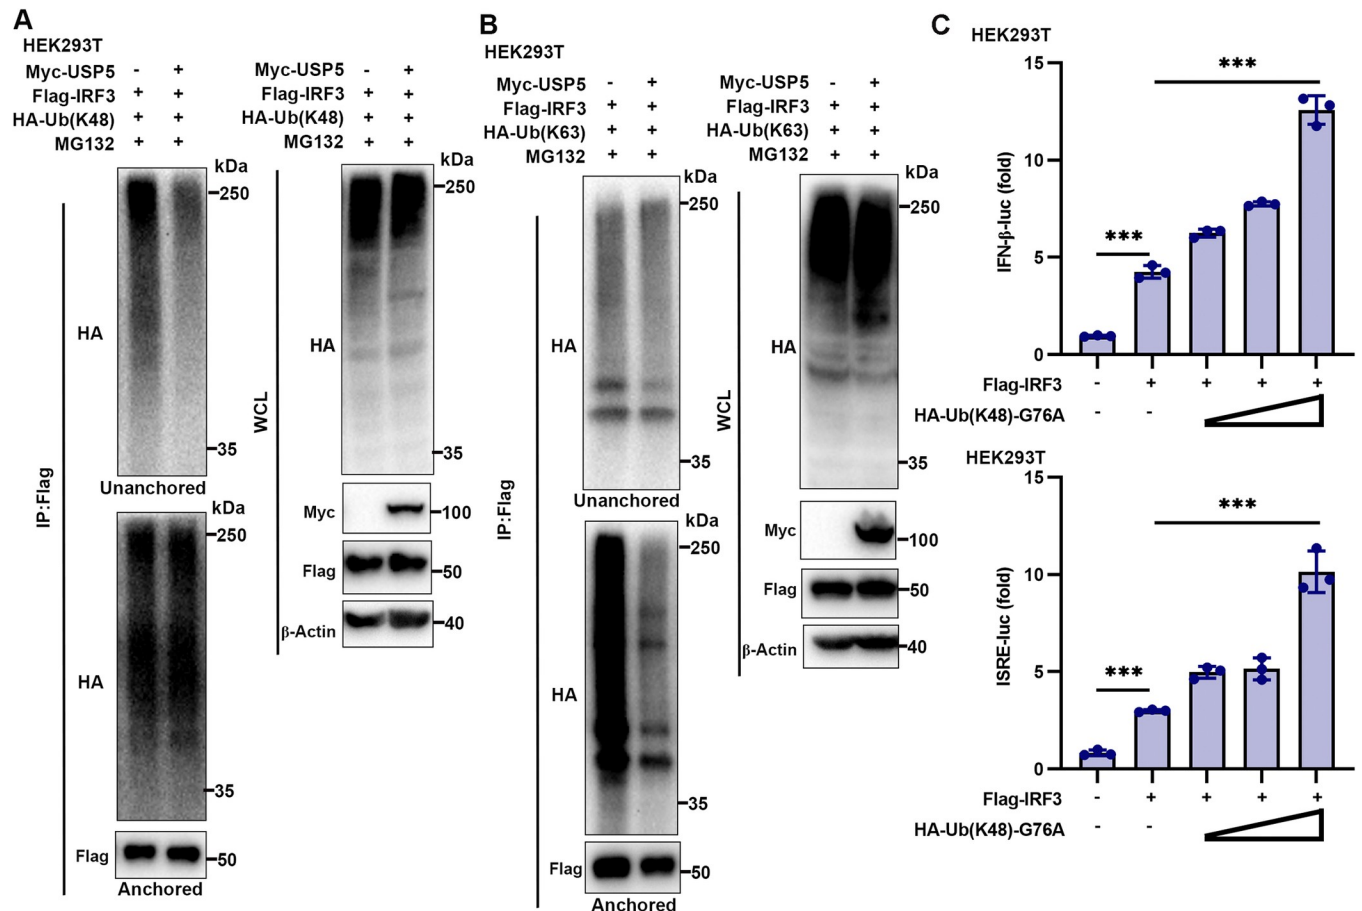 A
HEK293T
Myc-USP5 - +
Flag-IRF3 + +
HA-Ub(K48) + +
MG132 + +
kDa
250
HA
35
Unanchored
kDa
250
HA
35
Flag
50
Anchored
IP:Flag
Myc-USP5 - +
Flag-IRF3 + +
HA-Ub(K48) + +
MG132 + +
kDa
250
HA
35
Myc
100
Flag
50
β-Actin
40
WCL
B
HEK293T
Myc-USP5 - +
Flag-IRF3 + +
HA-Ub(K63) + +
MG132 + +
kDa
250
HA
35
Unanchored
kDa
250
HA
35
Flag
50
Anchored
IP:Flag
Myc-USP5 - +
Flag-IRF3 + +
HA-Ub(K63) + +
MG132 + +
kDa
250
HA
35
Myc
100
Flag
50
β-Actin
40
WCL
C
HEK293T
15
10
5
0
IFN-β-luc (fold)
***
***
Flag-IRF3 - + + + +
HA-Ub(K48)-G76A - -
HEK293T
15
10
5
0
ISRE-luc (fold)
***
***
Flag-IRF3 - + + + +
HA-Ub(K48)-G76A - -